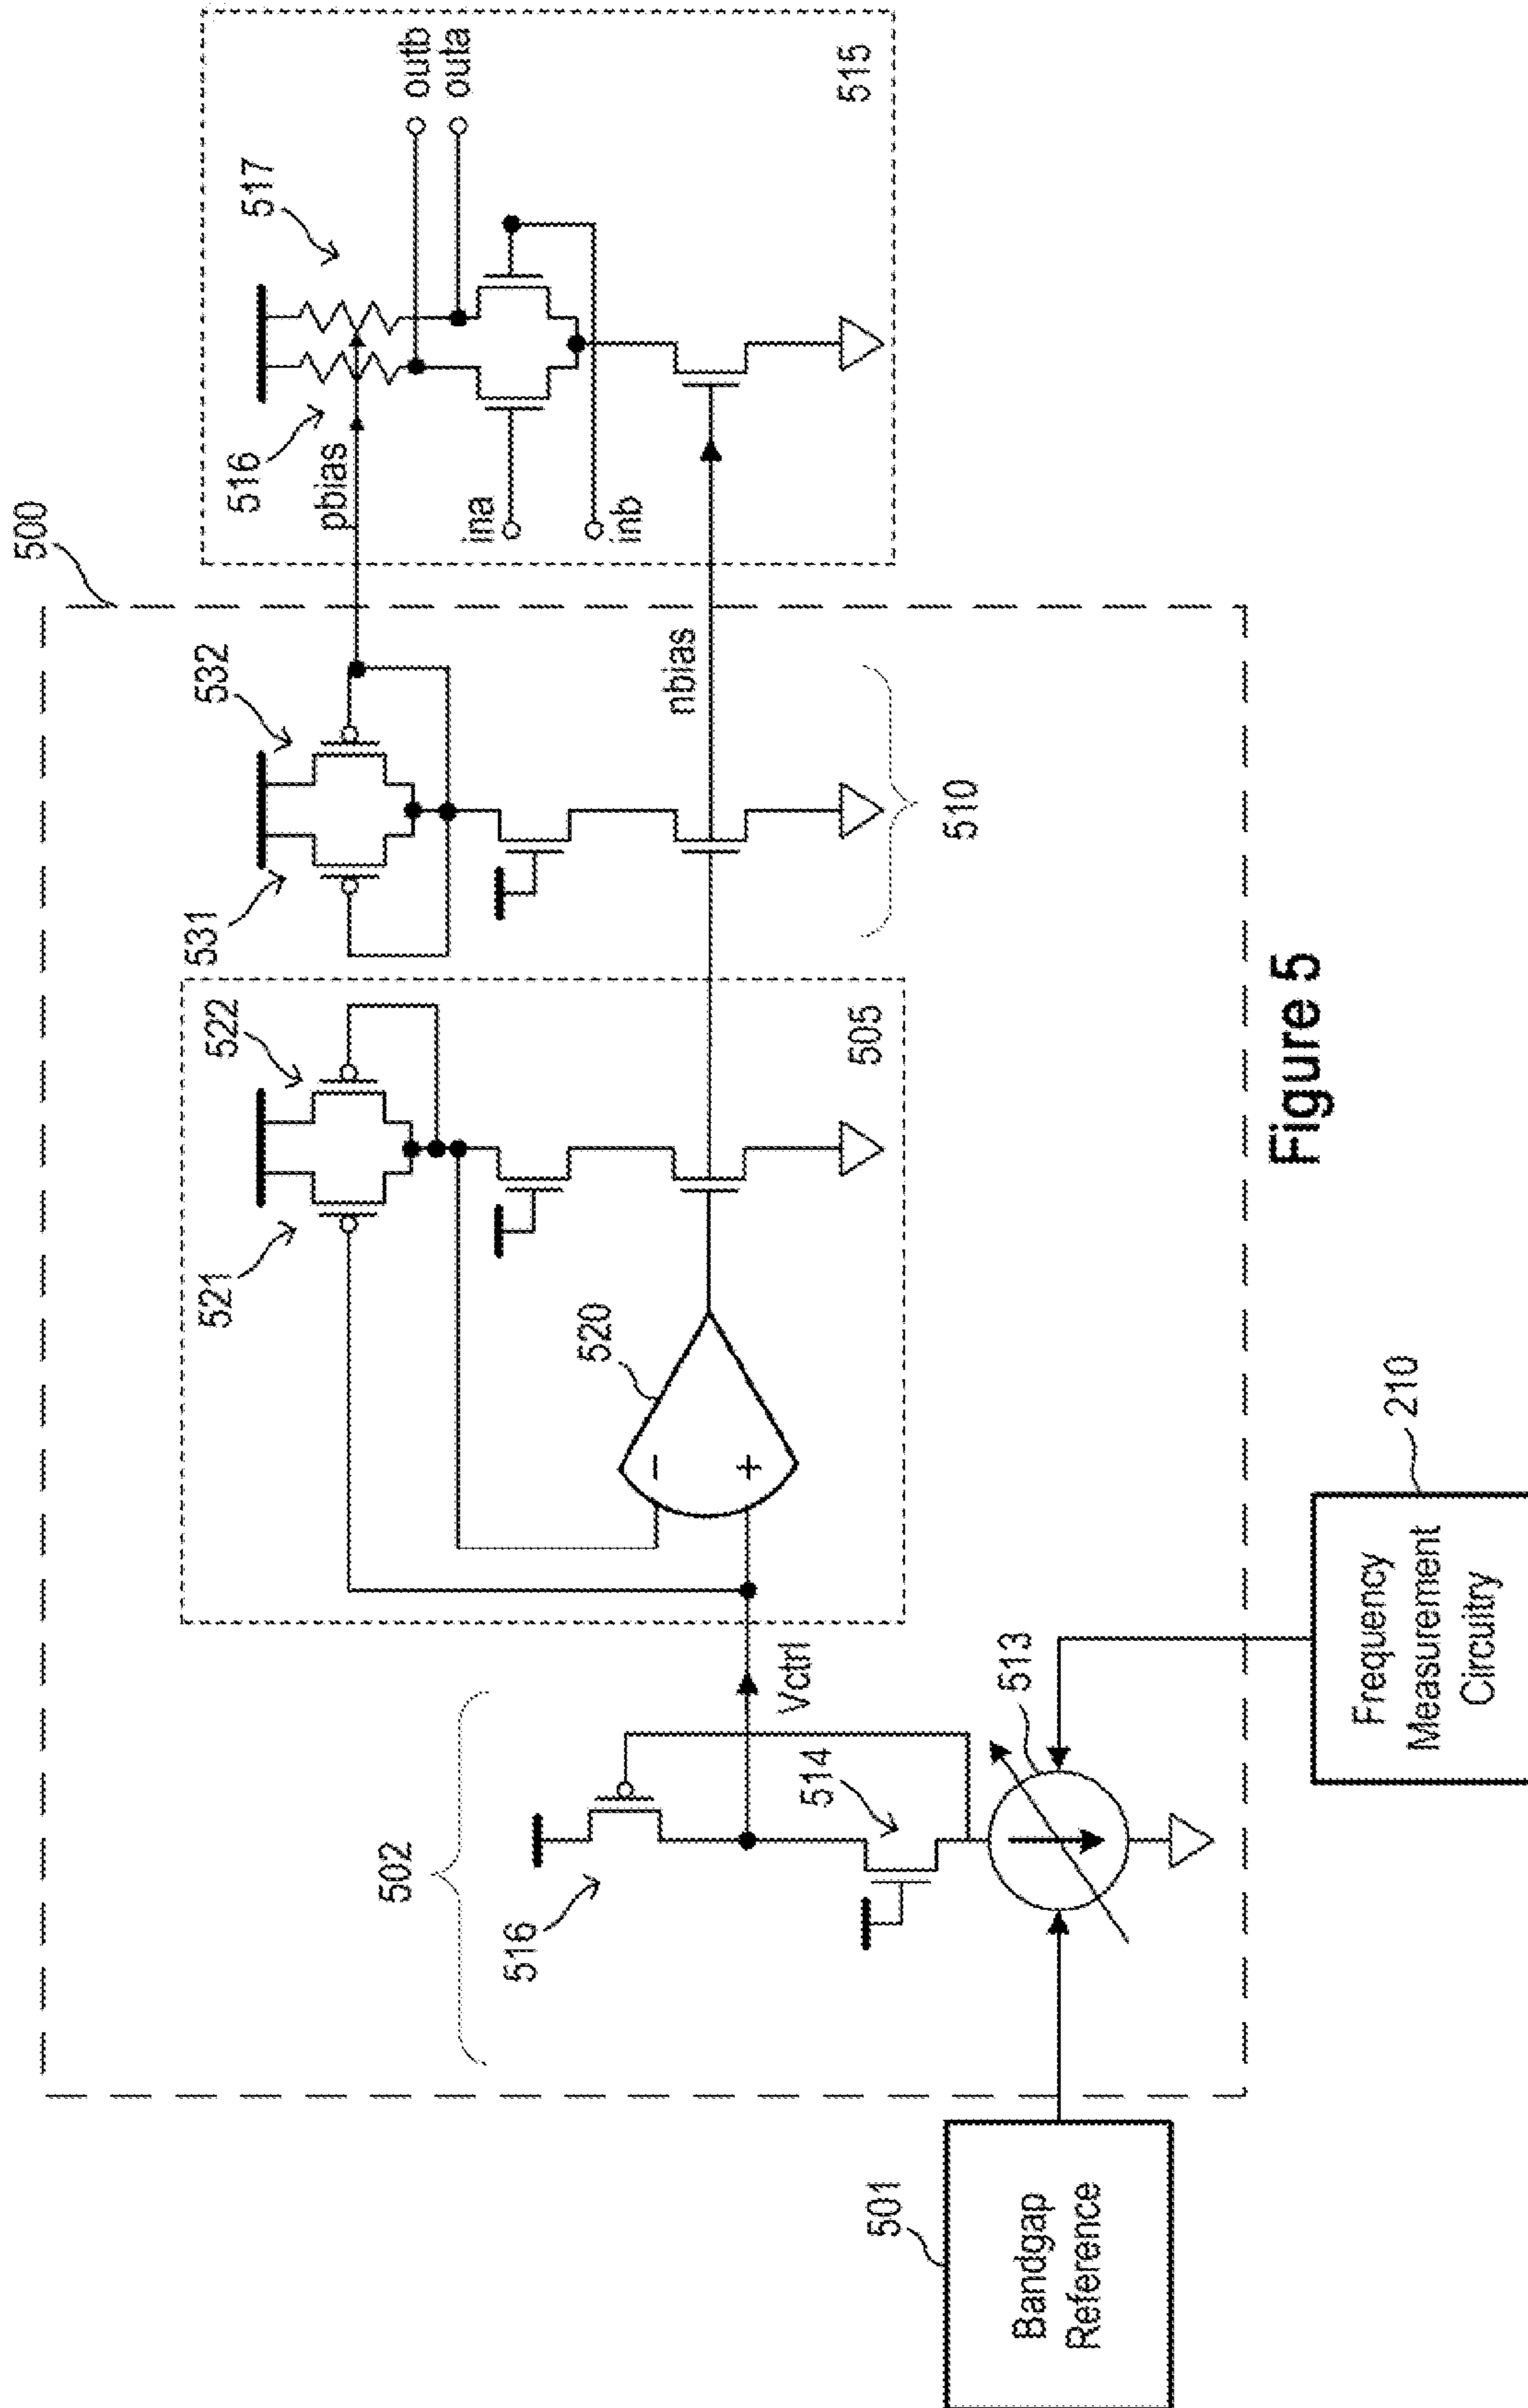 500
517
532
522
531
516
521
outb
outa
pbias
502
516
520
ina
inb
nbias
Vctrl
514
505
510
515
513
501
Bandgap
Reference
210
Frequency
Measurement
Circuitry
−
+
Figure 5